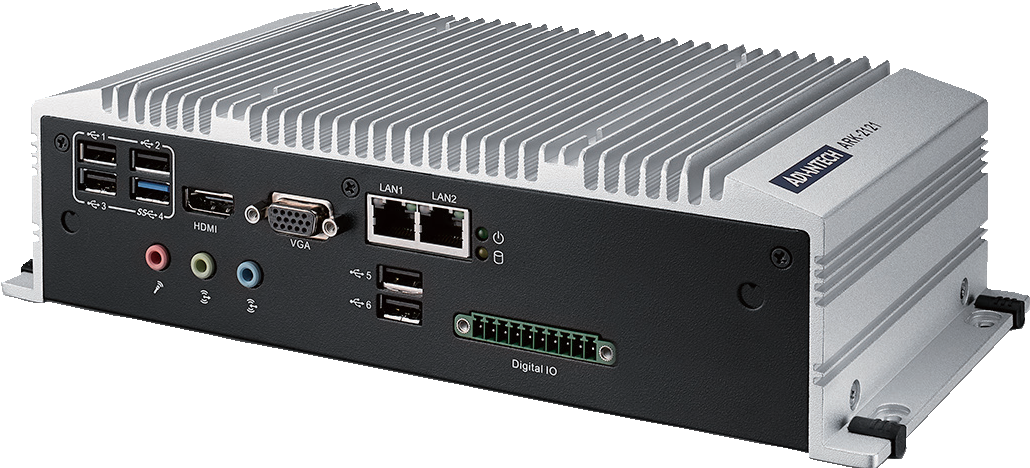 1
2
3
SS 4
HDMI
VGA
LAN1
LAN2
5
6
Digital IO
ADVANTECH
ARK-2121